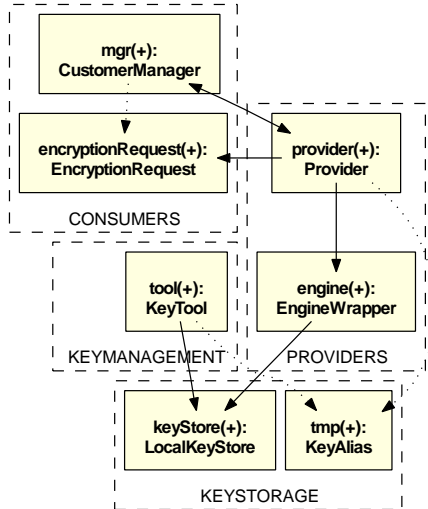 mgr(+):
CustomerManager
encryptionRequest(+):
EncryptionRequest
provider(+):
Provider
CONSUMERS
tool(+):
KeyTool
engine(+):
EngineWrapper
KEYMANAGEMENT
PROVIDERS
keyStore(+):
LocalKeyStore
tmp(+):
KeyAlias
KEYSTORAGE